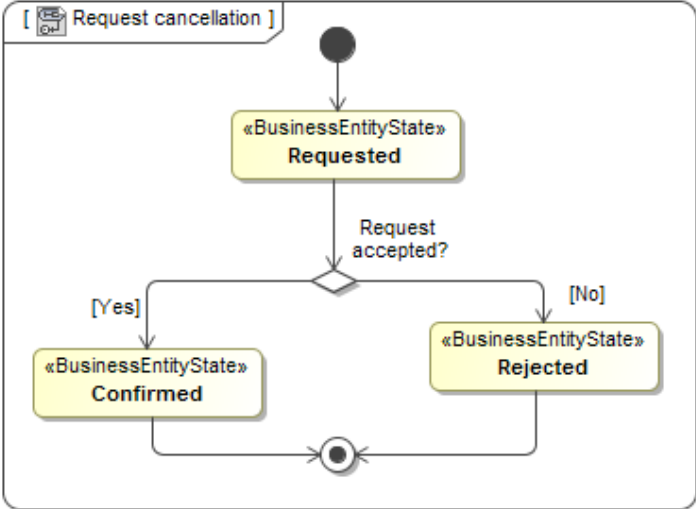 [ Request cancellation ]
«BusinessEntityState»
Requested
Request
accepted?
[Yes]
[No]
«BusinessEntityState»
Confirmed
«BusinessEntityState»
Rejected